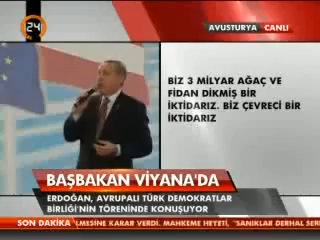 24
AVUSTURYA CANLI
BİZ 3 MİLYAR AĞAÇ VE
FİDAN DİKMİŞ BİR
İKTİDARIZ. BİZ ÇEVRECİ BİR
İKTİDARIZ
BAŞBAKAN VİYANA'DA
ERDOĞAN, AVRUPALI TÜRK DEMOKRATLAR
BİRLİĞİ'NİN TÖRENİNDE KONUŞUYOR
SON DAKİKA KARAR VERDİ. MAHKEME HEYETİ, "SANIKLAR DERHAL SER